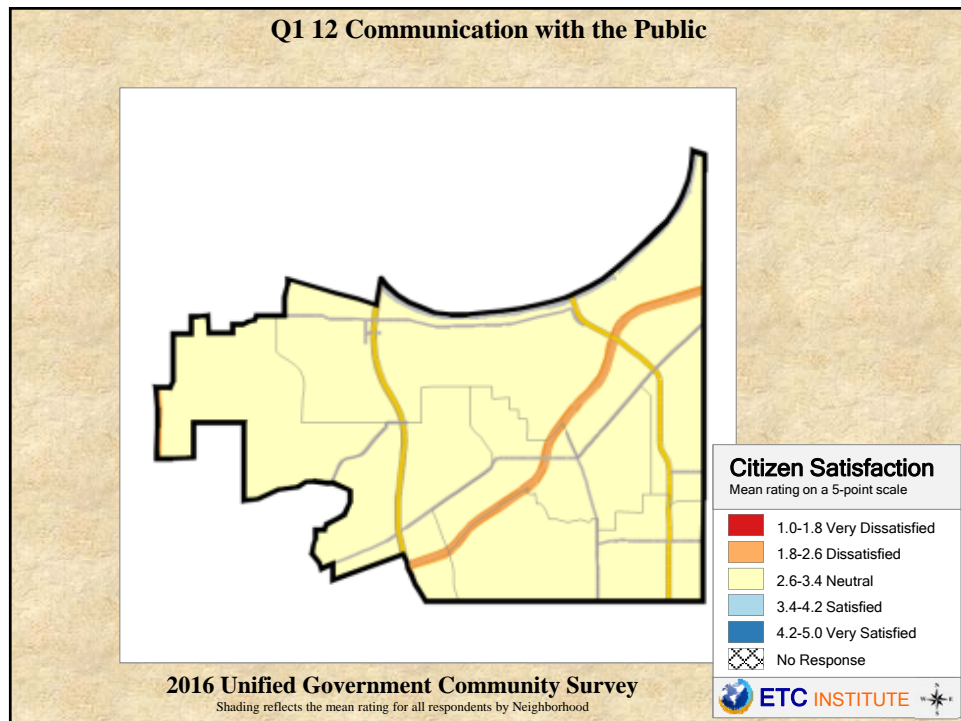 Q1 12 Communication with the Public
Citizen Satisfaction
Mean rating on a 5-point scale
1.0-1.8 Very Dissatisfied
1.8-2.6 Dissatisfied
2.6-3.4 Neutral
3.4-4.2 Satisfied
4.2-5.0 Very Satisfied
No Response
ETC INSTITUTE
N
W E
S
2016 Unified Government Community Survey
Shading reflects the mean rating for all respondents by Neighborhood